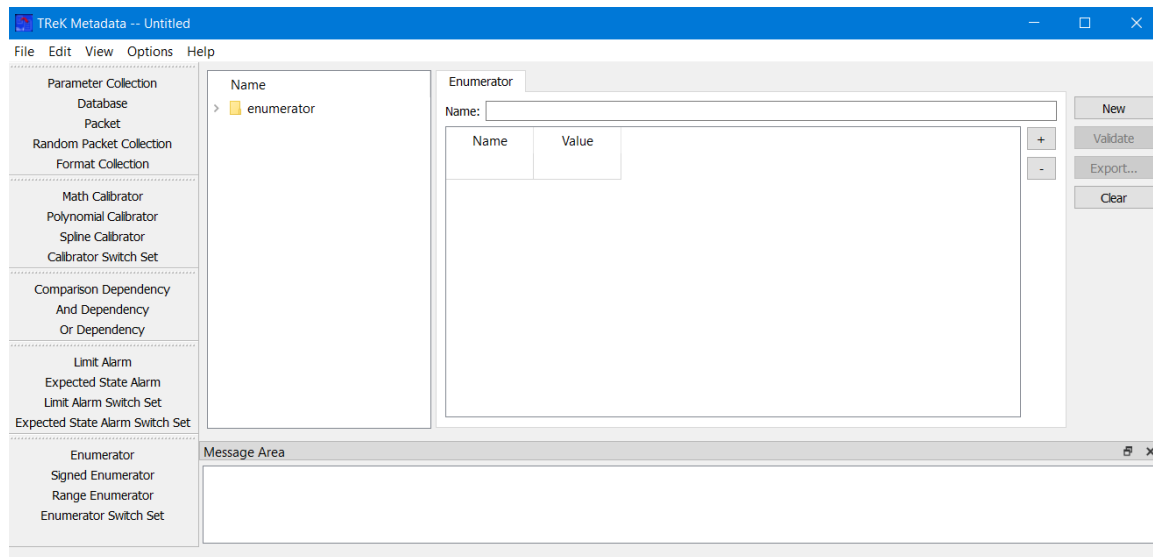 TReK Metadata -- Untitled
File Edit View Options Help
Parameter Collection
Database
Packet
Random Packet Collection
Format Collection
Math Calibrator
Polynomial Calibrator
Spline Calibrator
Calibrator Switch Set
Comparison Dependency
And Dependency
Or Dependency
Limit Alarm
Expected State Alarm
Limit Alarm Switch Set
Expected State Alarm Switch Set
Enumerator
Signed Enumerator
Range Enumerator
Enumerator Switch Set
Name
enumerator
Enumerator
Name:
Name Value
+
-
New
Validate
Export...
Clear
Message Area